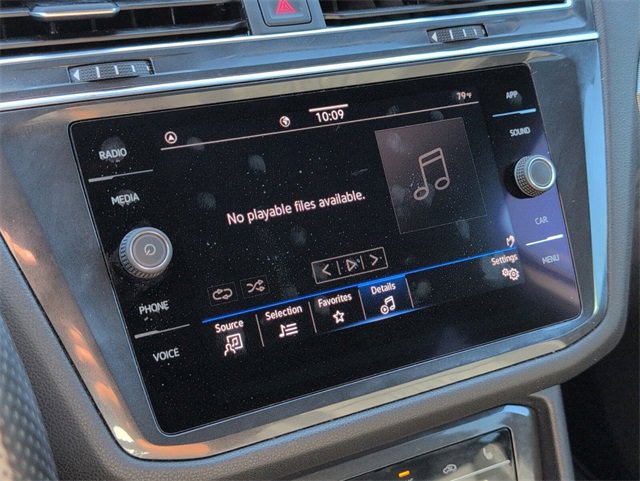 10:09
79°F
APP
RADIO
SOUND
MEDIA
No playable files available.
CAR
PHONE
Settings
MENU
Source
Selection
Favorites
Details
VOICE